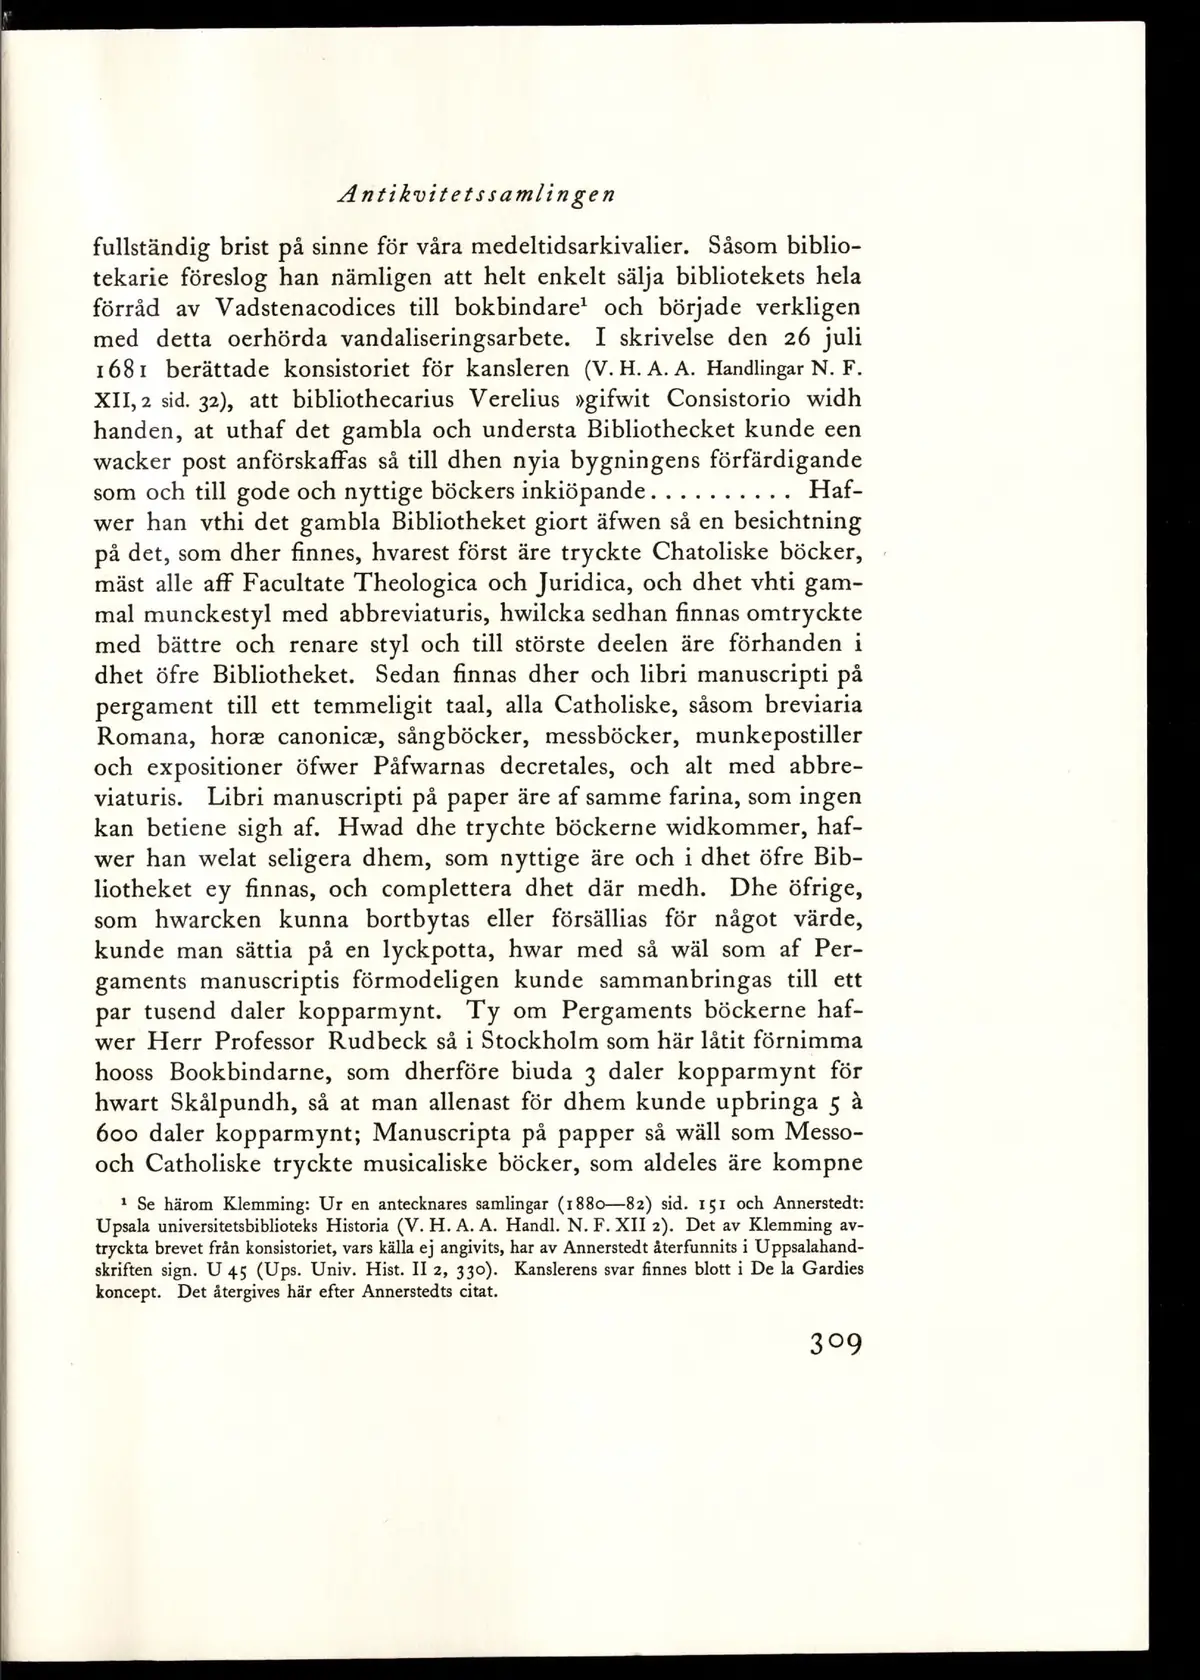 Antikvitetssamlingen
fullständig brist på sinne för våra medeltidsarkivalier. Såsom biblio-
tekarie föreslog han nämligen att helt enkelt sälja bibliotekets hela
förråd av Vadstenacodices till bokbindare¹ och började verkligen
med detta oerhörda vandaliseringsarbete. I skrivelse den 26 juli
1681 berättade konsistoriet för kansleren (V. H. A. A. Handlingar N. F.
XII, 2 sid. 32), att bibliothecarius Verelius »gifwit Consistorio widh
handen, at uthaf det gambla och understa Bibliothecket kunde een
wacker post anförskaffas så till dhen nyia bygningens förfärdigande
som och till gode och nyttige böckers inkiöpande . . . . . . . . . . Haf-
wer han vthi det gambla Bibliotheket giort äfwen så en besichtning
på det, som dher finnes, hvarest först äre tryckte Chatoliske böcker,
mäst alle aff Facultate Theologica och Juridica, och dhet vhti gam-
mal munckestyl med abbreviaturis, hwilcka sedhan finnas omtryckte
med bättre och renare styl och till störste deelen äre förhanden i
dhet öfre Bibliotheket. Sedan finnas dher och libri manuscripti på
pergament till ett temmeligit taal, alla Catholiske, såsom breviaria
Romana, horæ canonicæ, sångböcker, messböcker, munkepostiller
och expositioner öfwer Påfwarnas decretales, och alt med abbre-
viaturis. Libri manuscripti på paper äre af samme farina, som ingen
kan betiene sigh af. Hwad dhe trychte böckerne widkommer, haf-
wer han welat seligera dhem, som nyttige äre och i dhet öfre Bib-
liotheket ey finnas, och complettera dhet där medh. Dhe öfrige,
som hwarcken kunna bortbytas eller försällias för något värde,
kunde man sättia på en lyckpotta, hwar med så wäl som af Per-
gaments manuscriptis förmodeligen kunde sammanbringas till ett
par tusend daler kopparmynt. Ty om Pergaments böckerne haf-
wer Herr Professor Rudbeck så i Stockholm som här låtit förnimma
hooss Bookbindarne, som dherföre biuda 3 daler kopparmynt för
hwart Skålpundh, så at man allenast för dhem kunde upbringa 5 à
600 daler kopparmynt; Manuscripta på papper så wäll som Messo-
och Catholiske tryckte musicaliske böcker, som aldeles äre kompne
¹ Se härom Klemming: Ur en antecknares samlingar (1880—82) sid. 151 och Annerstedt:
Upsala universitetsbiblioteks Historia (V. H. A. A. Handl. N. F. XII 2). Det av Klemming av-
tryckta brevet från konsistoriet, vars källa ej angivits, har av Annerstedt återfunnits i Uppsalahand-
skriften sign. U 45 (Ups. Univ. Hist. II 2, 330). Kanslerens svar finnes blott i De la Gardies
koncept. Det återgives här efter Annerstedts citat.
309